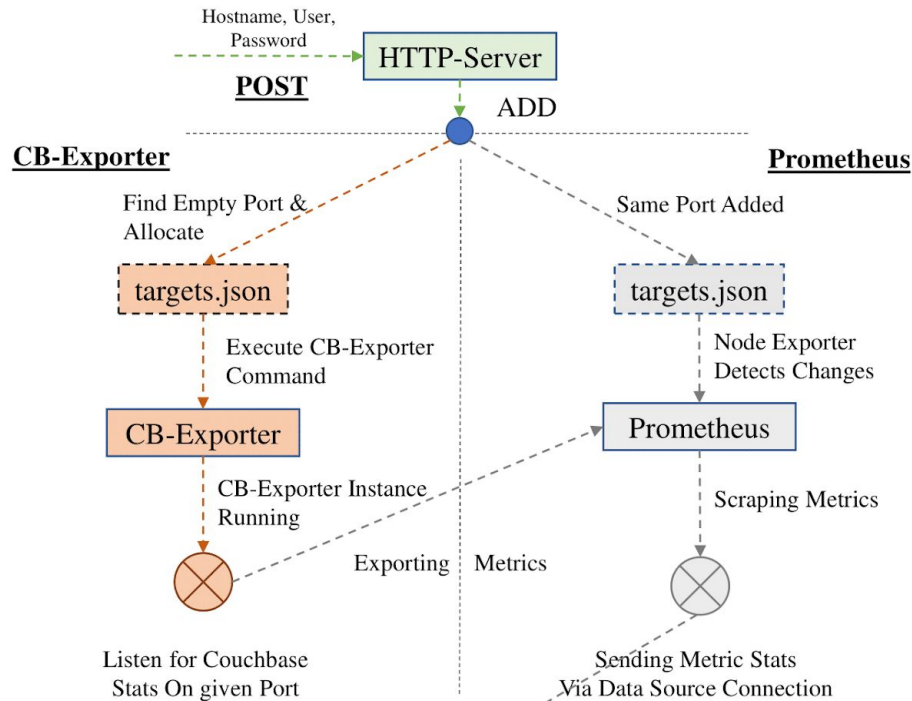 Hostname, User,
Password
POST
HTTP-Server
ADD
CB-Exporter
Prometheus
Find Empty Port &
Allocate
Same Port Added
targets.json
targets.json
Execute CB-Exporter
Command
Node Exporter
Detects Changes
CB-Exporter
Prometheus
CB-Exporter Instance
Running
Scraping Metrics
Exporting Metrics
Listen for Couchbase
Stats On given Port
Sending Metric Stats
Via Data Source Connection